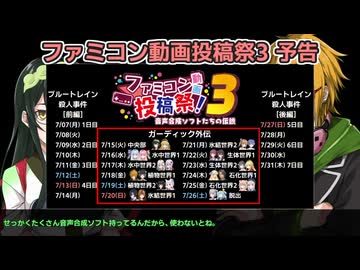 ファミコン動画投稿祭3 予告
ファミコン動画
投稿祭! 3
音声合成ソフトたちの伝説
ブルートレイン
殺人事件
[前編]
7/07(月) 1日目
7/08(火)
7/09(水) 2日目
7/10(木)
7/11(金) 3日目
7/12(土)
7/13(日) 4日目
7/14(月)
ガーディック外伝
7/15(火) 中央部
7/16(水) 水中世界1
7/17(木) 水中世界2
7/18(金) 植物世界1
7/19(土) 植物世界2
7/20(日) 氷結世界1
7/21(月) 氷結世界2
7/22(火) 生体世界1
7/23(水) 生体世界2
7/24(木) 石化世界1
7/25(金) 石化世界2
7/26(土) 脱出
ブルートレイン
殺人事件
[後編]
7/27(日) 5日目
7/28(月)
7/29(火) 6日目
7/30(水)
7/31(木) 7日目
せっかくたくさん音声合成ソフト持ってるんだから、使わないとね。